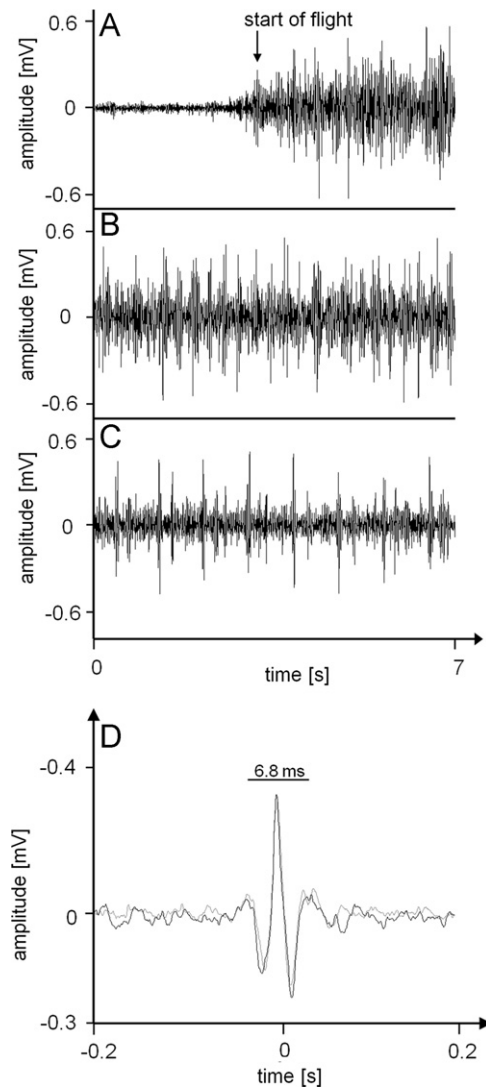 A
start of flight
0.6
0
-0.6
amplitude [mV]
B
0.6
0
-0.6
amplitude [mV]
C
0.6
0
-0.6
amplitude [mV]
0
7
time [s]
D
6.8 ms
-0.4
0
-0.3
amplitude [mV]
-0.2
0
0.2
time [s]